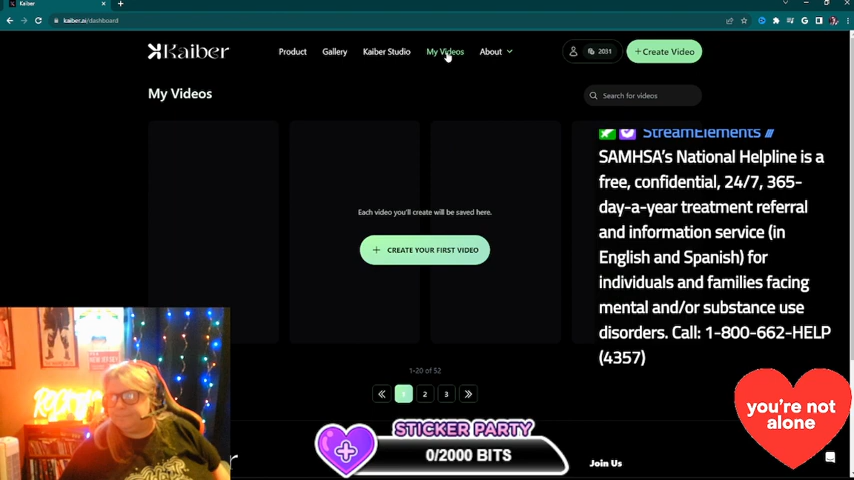 Kaiber
kaiber.ai/dashboard
Kaiber
Product
Gallery
Kaiber Studio
My Videos
About
2031
+ Create Video
My Videos
Search for videos
StreamElements
SAMHSA's National Helpline is a
free, confidential, 24/7, 365-
day-a-year treatment referral
and information service (in
English and Spanish) for
individuals and families facing
mental and/or substance use
disorders. Call: 1-800-662-HELP
(4357)
Each video you'll create will be saved here.
+ CREATE YOUR FIRST VIDEO
1-20 of 52
« 1 2 3 »
you're not
alone
STICKER PARTY
0/2000 BITS
Join Us